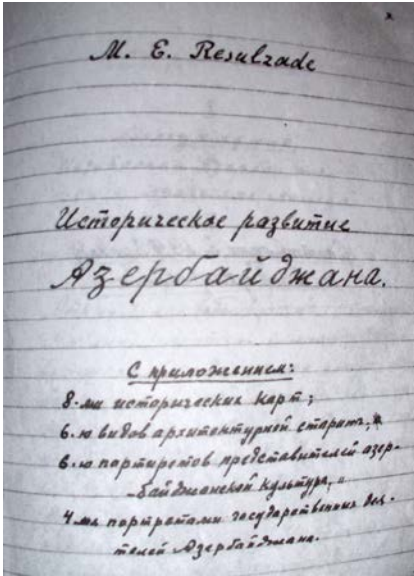 M. E. Resulzade
Историческое развитие
Азербайджана.
С приложением:
8-ми исторических карт;
6-ю видов архитектурной старины,
6-ю портретов представителей азер-
-байджанской культуры,
4-мя портретами государственных дея-
телей Азербайджана.